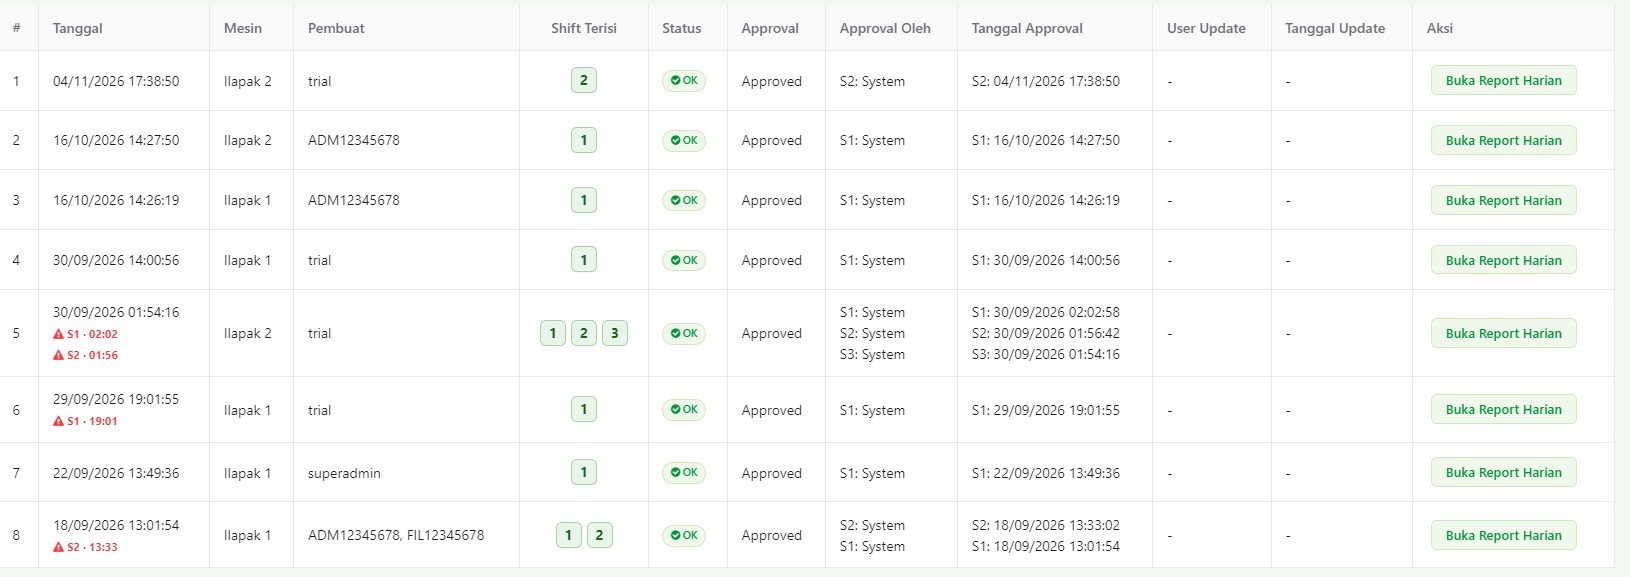 # Tanggal Mesin Pembuat Shift Terisi Status Approval Approval Oleh Tanggal Approval User Update Tanggal Update Aksi
1 04/11/2026 17:38:50 llapak 2 trial 2 OK Approved S2: System S2: 04/11/2026 17:38:50 - - Buka Report Harian
2 16/10/2026 14:27:50 llapak 2 ADM12345678 1 OK Approved S1: System S1: 16/10/2026 14:27:50 - - Buka Report Harian
3 16/10/2026 14:26:19 llapak 1 ADM12345678 1 OK Approved S1: System S1: 16/10/2026 14:26:19 - - Buka Report Harian
4 30/09/2026 14:00:56 llapak 1 trial 1 OK Approved S1: System S1: 30/09/2026 14:00:56 - - Buka Report Harian
30/09/2026 01:54:16 S1: System S1: 30/09/2026 02:02:58
5 S1 · 02:02 llapak 2 trial 1 2 3 OK Approved S2: System S2: 30/09/2026 01:56:42 - - Buka Report Harian
S2 · 01:56 S3: System S3: 30/09/2026 01:54:16
29/09/2026 19:01:55
6 S1 · 19:01 llapak 1 trial 1 OK Approved S1: System S1: 29/09/2026 19:01:55 - - Buka Report Harian
7 22/09/2026 13:49:36 llapak 1 superadmin 1 OK Approved S1: System S1: 22/09/2026 13:49:36 - - Buka Report Harian
18/09/2026 13:01:54 S2: System S2: 18/09/2026 13:33:02
8 S2 · 13:33 llapak 1 ADM12345678, FIL12345678 1 2 OK Approved S1: System S1: 18/09/2026 13:01:54 - - Buka Report Harian